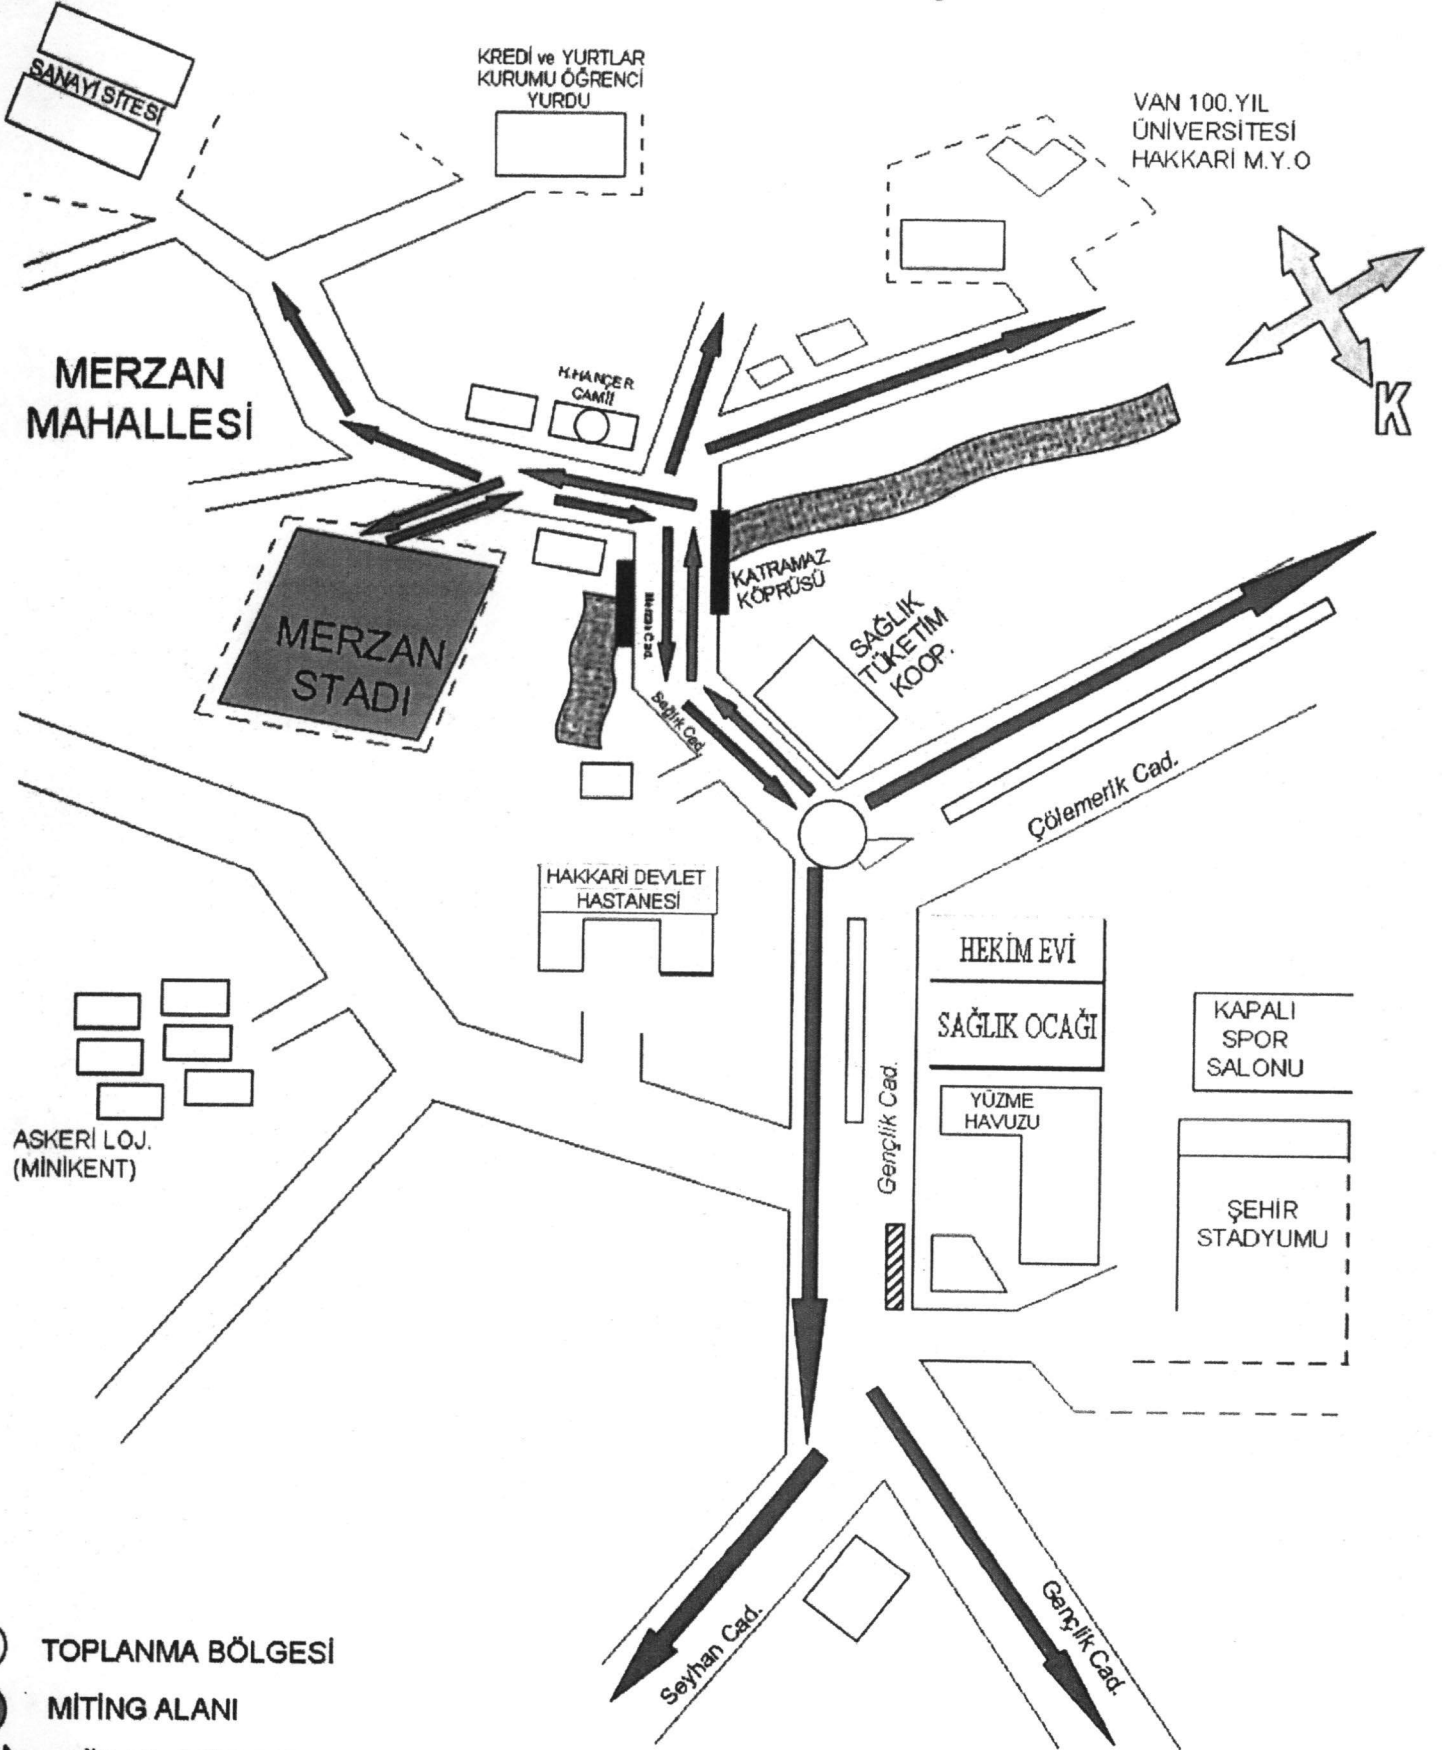 SANAYİ SİTESİ
KREDİ ve YURTLAR
KURUMU ÖĞRENCİ
YURDU
VAN 100.YIL
ÜNİVERSİTESİ
HAKKARİ M.Y.O
K
MERZAN
MAHALLESİ
H.HANÇER
CAMİİ
KATRAMAZ
KÖPRÜSÜ
Merzan Cad.
MERZAN
STADI
SAĞLIK
TÜKETİM
KOOP.
Sağlık Cad.
Çölemerik Cad.
HAKKARİ DEVLET
HASTANESİ
HEKİM EVİ
SAĞLIK OCAĞI
KAPALI
SPOR
SALONU
YÜZME
HAVUZU
Gençlik Cad.
ŞEHİR
STADYUMU
ASKERİ LOJ.
(MİNİKENT)
Seyhan Cad.
Gençlik Cad.
TOPLANMA BÖLGESİ
MİTİNG ALANI